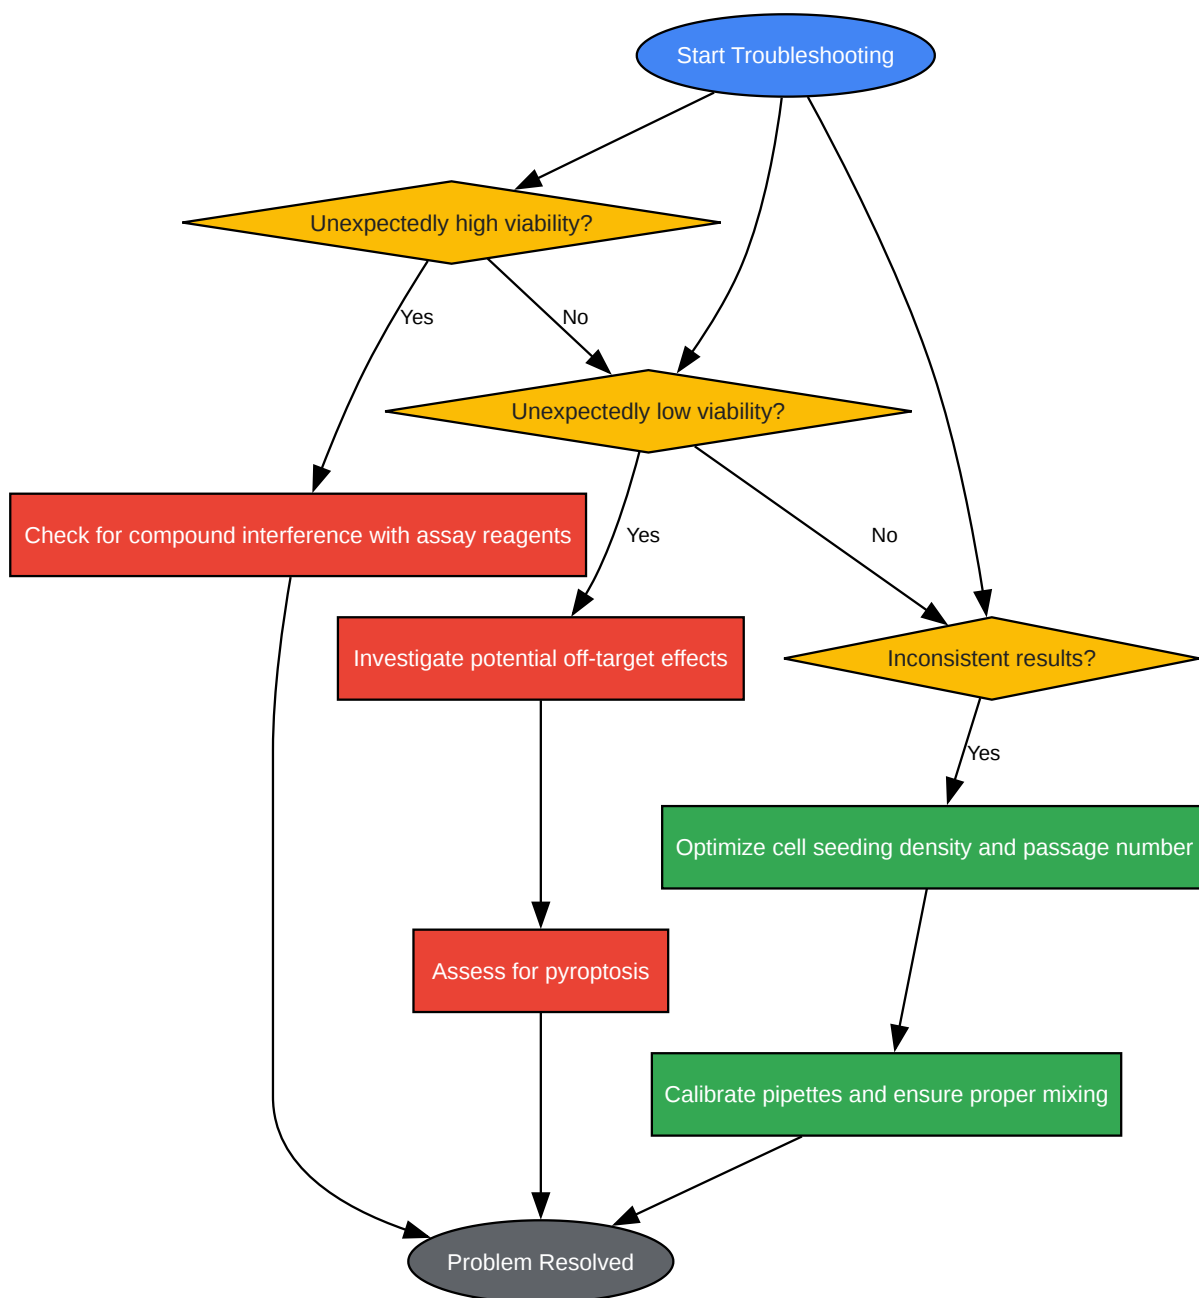 Start Troubleshooting
Unexpectedly high viability?
Yes
No
Unexpectedly low viability?
Check for compound interference with assay reagents
Yes
No
Investigate potential off-target effects
Inconsistent results?
Yes
Optimize cell seeding density and passage number
Assess for pyroptosis
Calibrate pipettes and ensure proper mixing
Problem Resolved